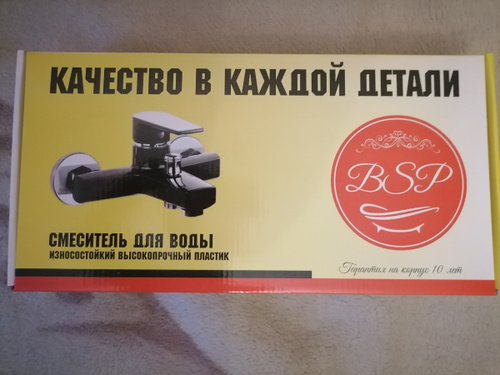 КАЧЕСТВО В КАЖДОЙ ДЕТАЛИ
BSP
СМЕСИТЕЛЬ ДЛЯ ВОДЫ
ИЗНОСОСТОЙКИЙ ВЫСОКОПРОЧНЫЙ ПЛАСТИК
Гарантия на корпус 10 лет